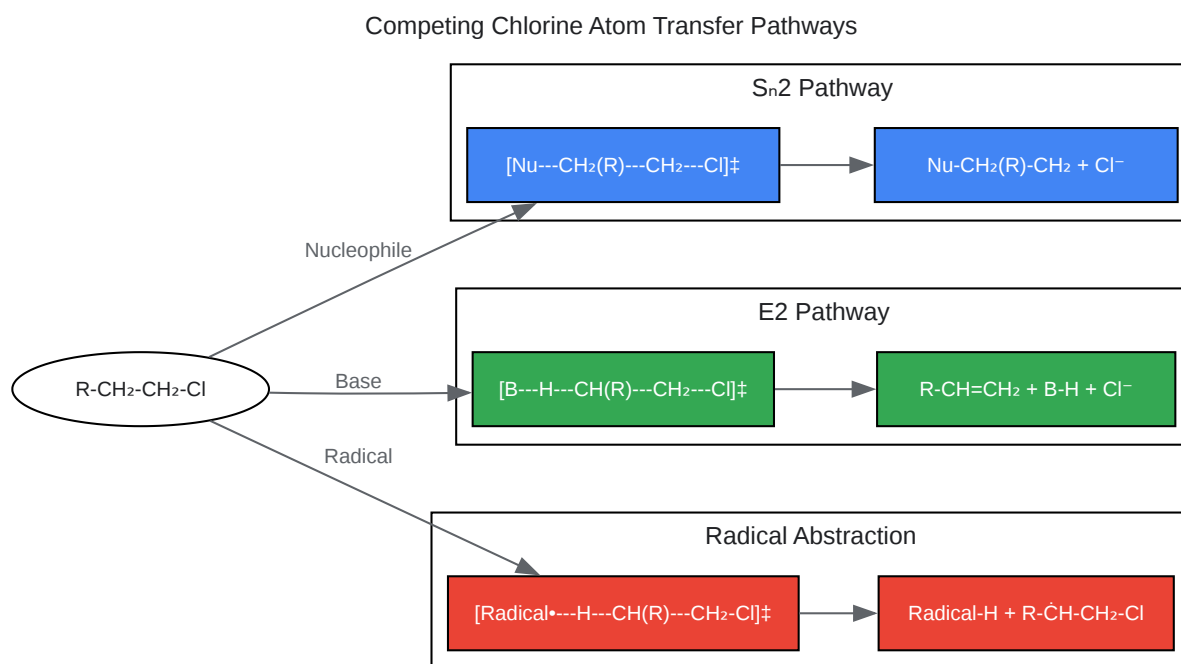 Competing Chlorine Atom Transfer Pathways
Sₙ2 Pathway
[Nu---CH₂(R)---CH₂---Cl]‡
Nu-CH₂(R)-CH₂ + Cl⁻
Nucleophile
E2 Pathway
R-CH₂-CH₂-Cl
Base
[B---H---CH(R)---CH₂---Cl]‡
R-CH=CH₂ + B-H + Cl⁻
Radical
Radical Abstraction
[Radical•---H---CH(R)---CH₂-Cl]‡
Radical-H + R-ĊH-CH₂-Cl